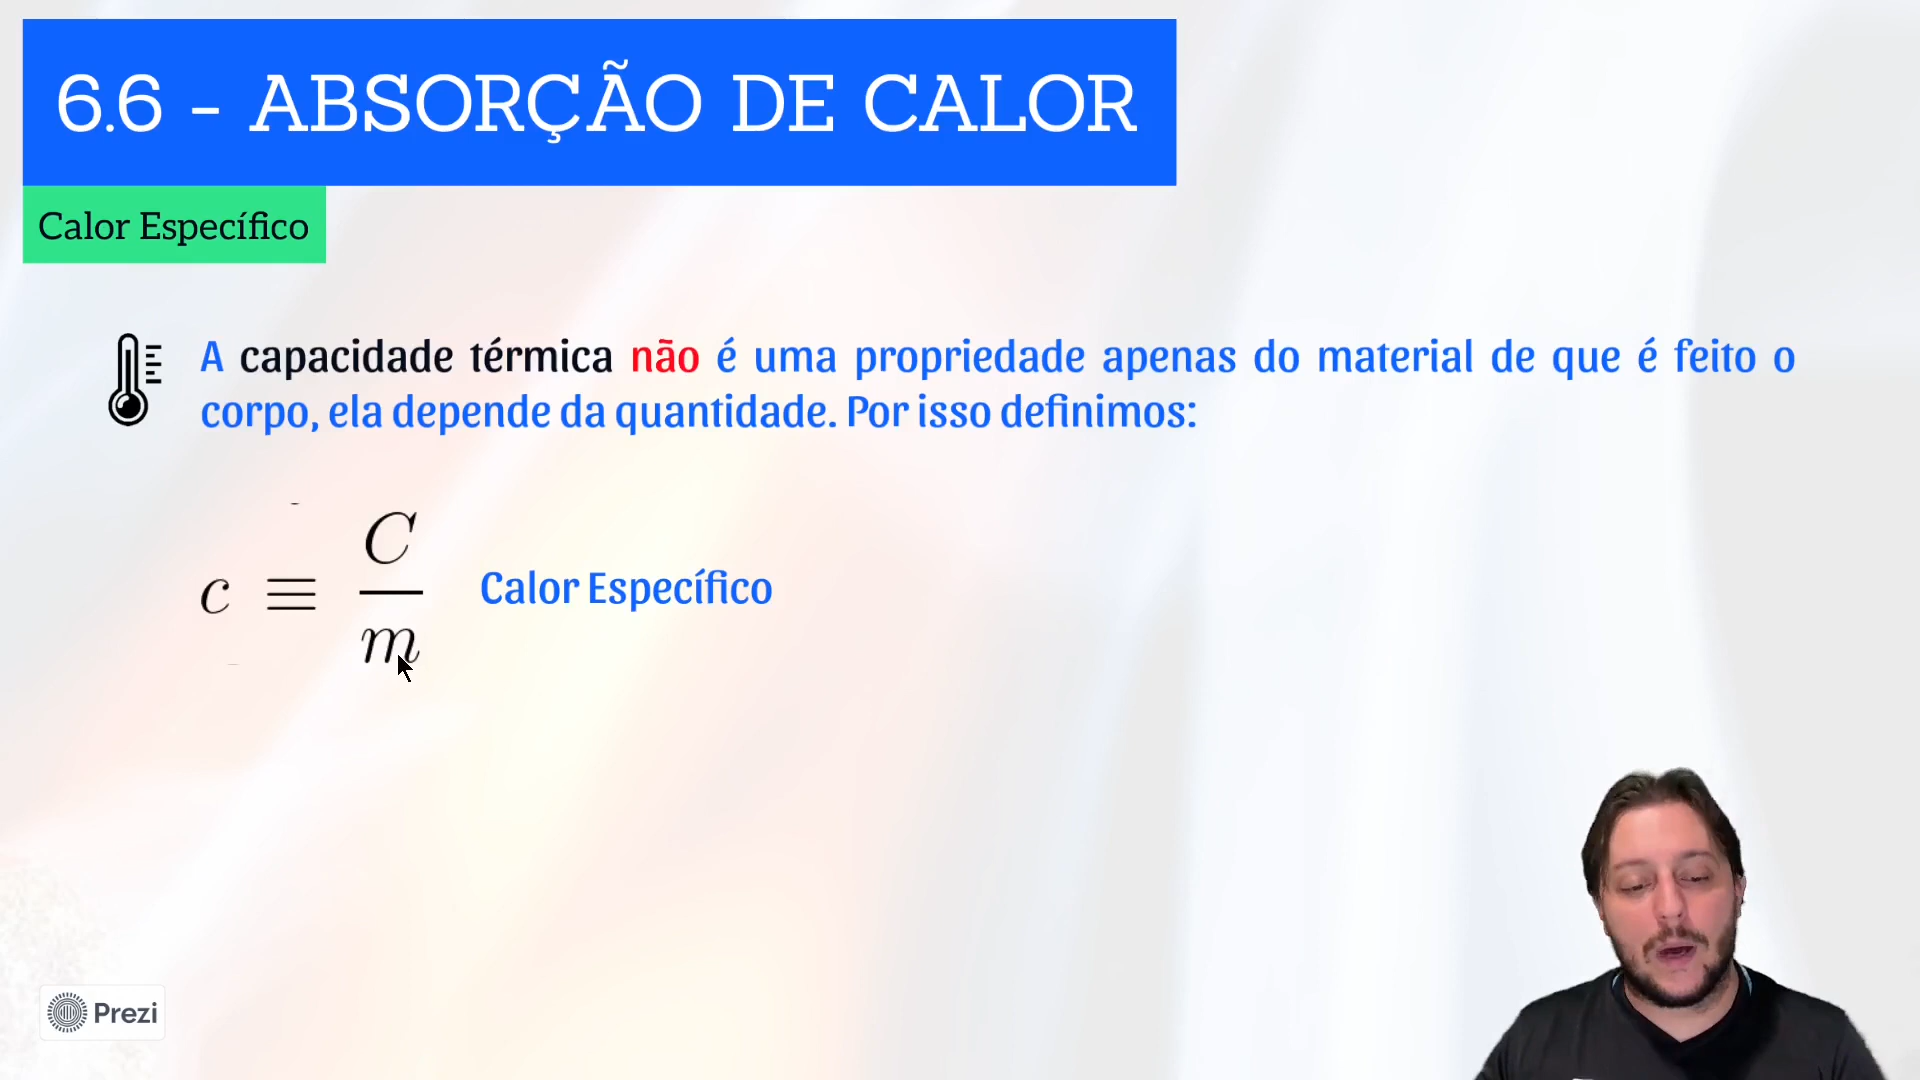 6.6 - ABSORÇÃO DE CALOR
Calor Específico
A capacidade térmica não é uma propriedade apenas do material de que é feito o
corpo, ela depende da quantidade. Por isso definimos:
c ≡ C/m
Calor Específico
Prezi